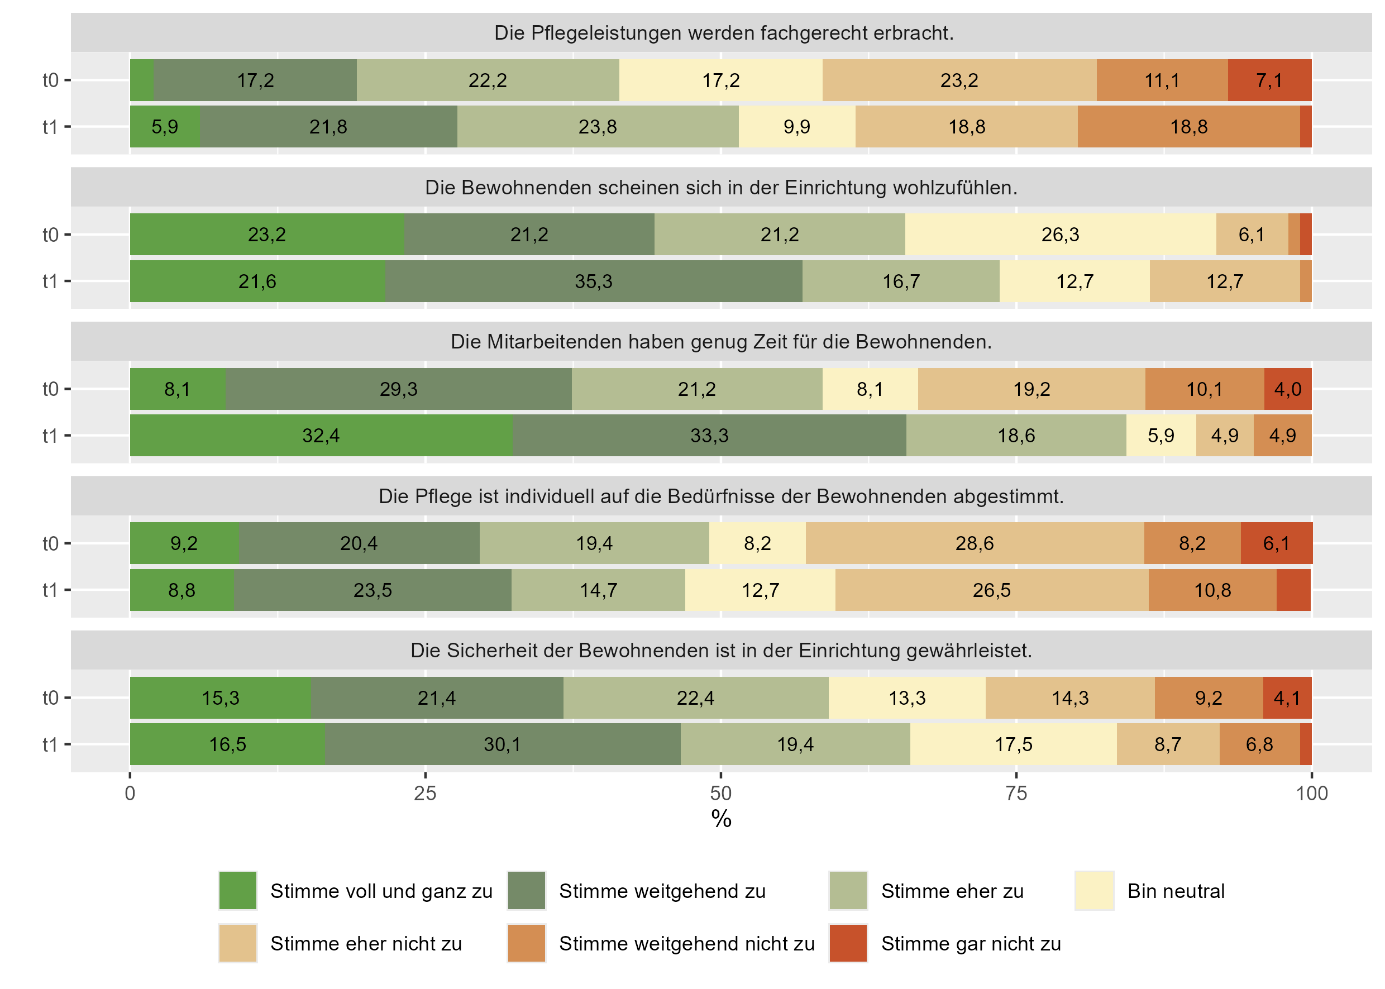 Die Pflegeleistungen werden fachgerecht erbracht.
t0 17,2 22,2 17,2 23,2 11,1 7,1
t1 5,9 21,8 23,8 9,9 18,8 18,8
Die Bewohnenden scheinen sich in der Einrichtung wohlzufühlen.
t0 23,2 21,2 21,2 26,3 6,1
t1 21,6 35,3 16,7 12,7 12,7
Die Mitarbeitenden haben genug Zeit für die Bewohnenden.
t0 8,1 29,3 21,2 8,1 19,2 10,1 4,0
t1 32,4 33,3 18,6 5,9 4,9 4,9
Die Pflege ist individuell auf die Bedürfnisse der Bewohnenden abgestimmt.
t0 9,2 20,4 19,4 8,2 28,6 8,2 6,1
t1 8,8 23,5 14,7 12,7 26,5 10,8
Die Sicherheit der Bewohnenden ist in der Einrichtung gewährleistet.
t0 15,3 21,4 22,4 13,3 14,3 9,2 4,1
t1 16,5 30,1 19,4 17,5 8,7 6,8
0 25 50 75 100
%
Stimme voll und ganz zu Stimme weitgehend zu Stimme eher zu Bin neutral
Stimme eher nicht zu Stimme weitgehend nicht zu Stimme gar nicht zu